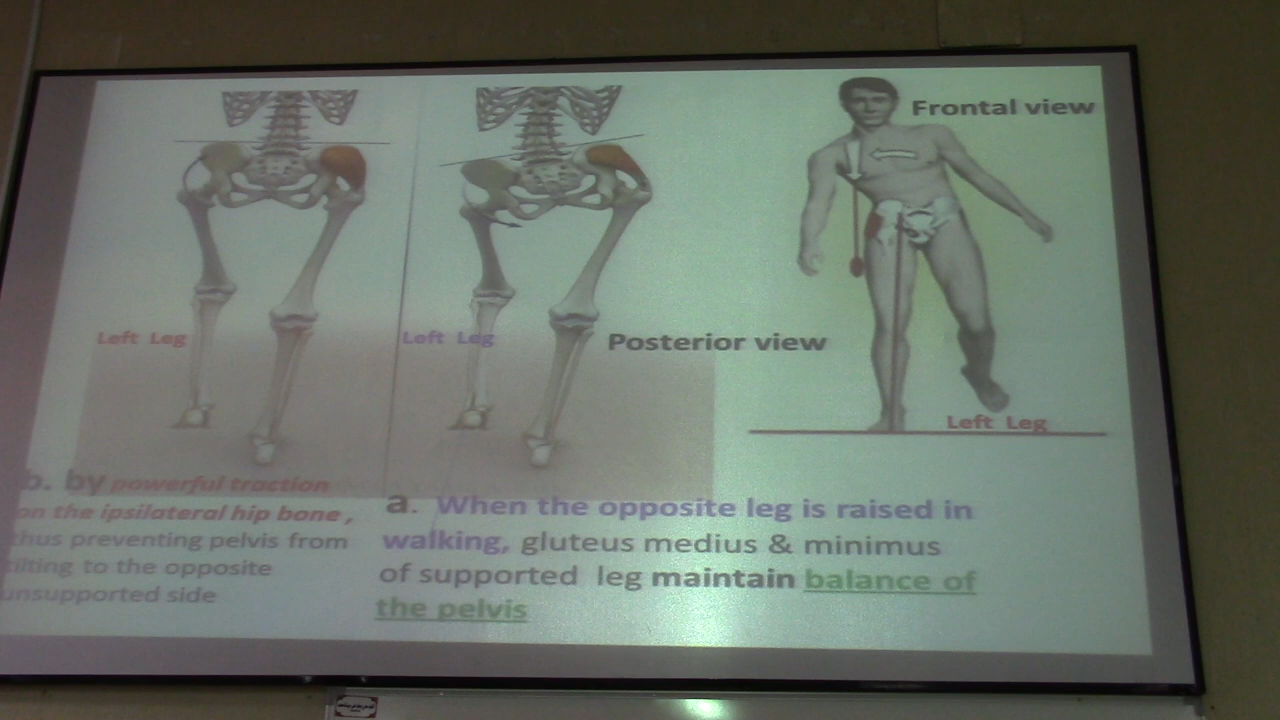 Frontal view
Left Leg
Left Leg
Posterior view
Left Leg
b. by powerful traction
on the ipsilateral hip bone,
thus preventing pelvis from
tilting to the opposite
unsupported side
a. When the opposite leg is raised in
walking, gluteus medius & minimus
of supported leg maintain balance of
the pelvis